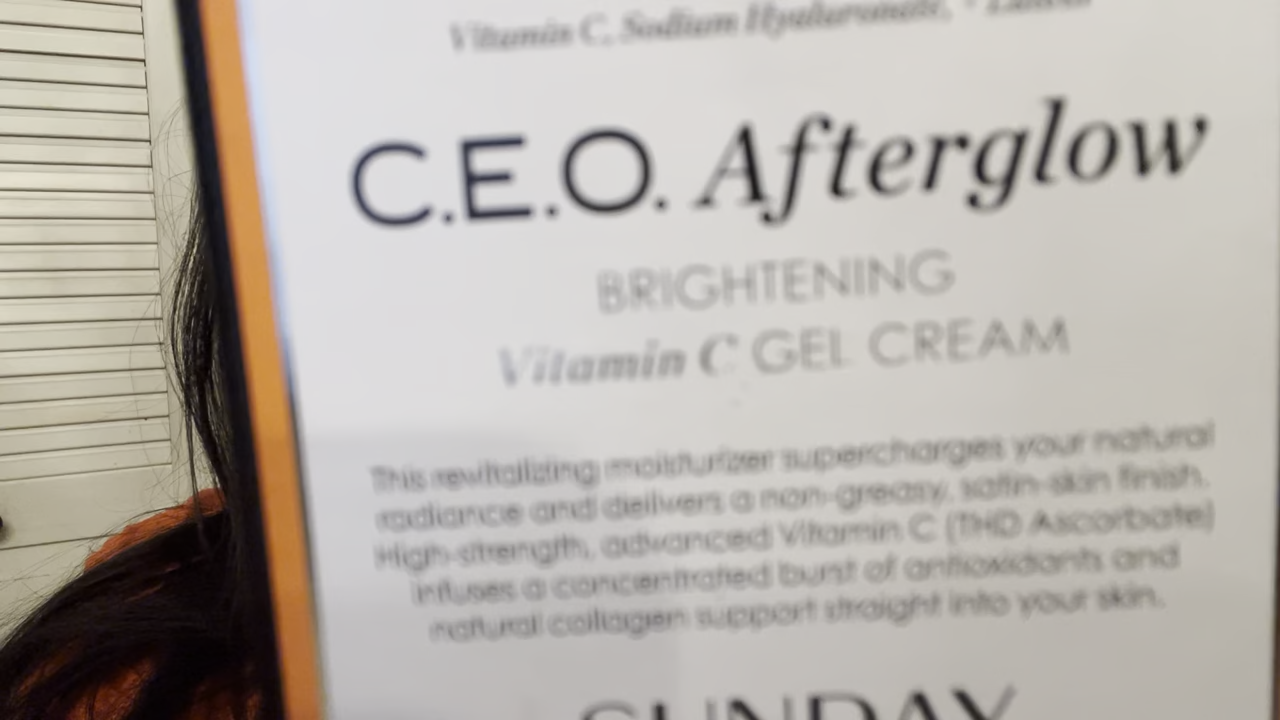 Vitamin C, Sodium Hyaluronate, +
C.E.O. Afterglow
BRIGHTENING
Vitamin C GEL CREAM
This revitalizing moisturizer supercharges your natural
radiance and delivers a non-greasy, satin-skin finish.
High-strength, advanced Vitamin C (THD Ascorbate)
infuses a concentrated burst of antioxidants and
natural collagen support straight into your skin.
SUNDAY